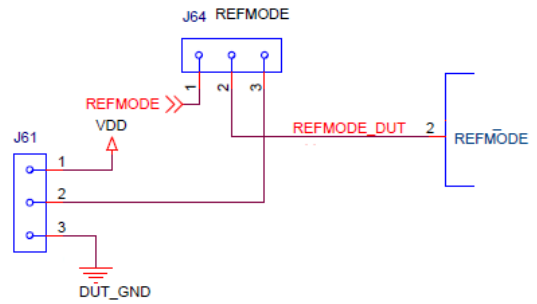 J64 REFMODE
1
2
3
REFMODE
VDD
REFMODE_DUT 2
REFMODE
J61
1
2
3
DUT_GND